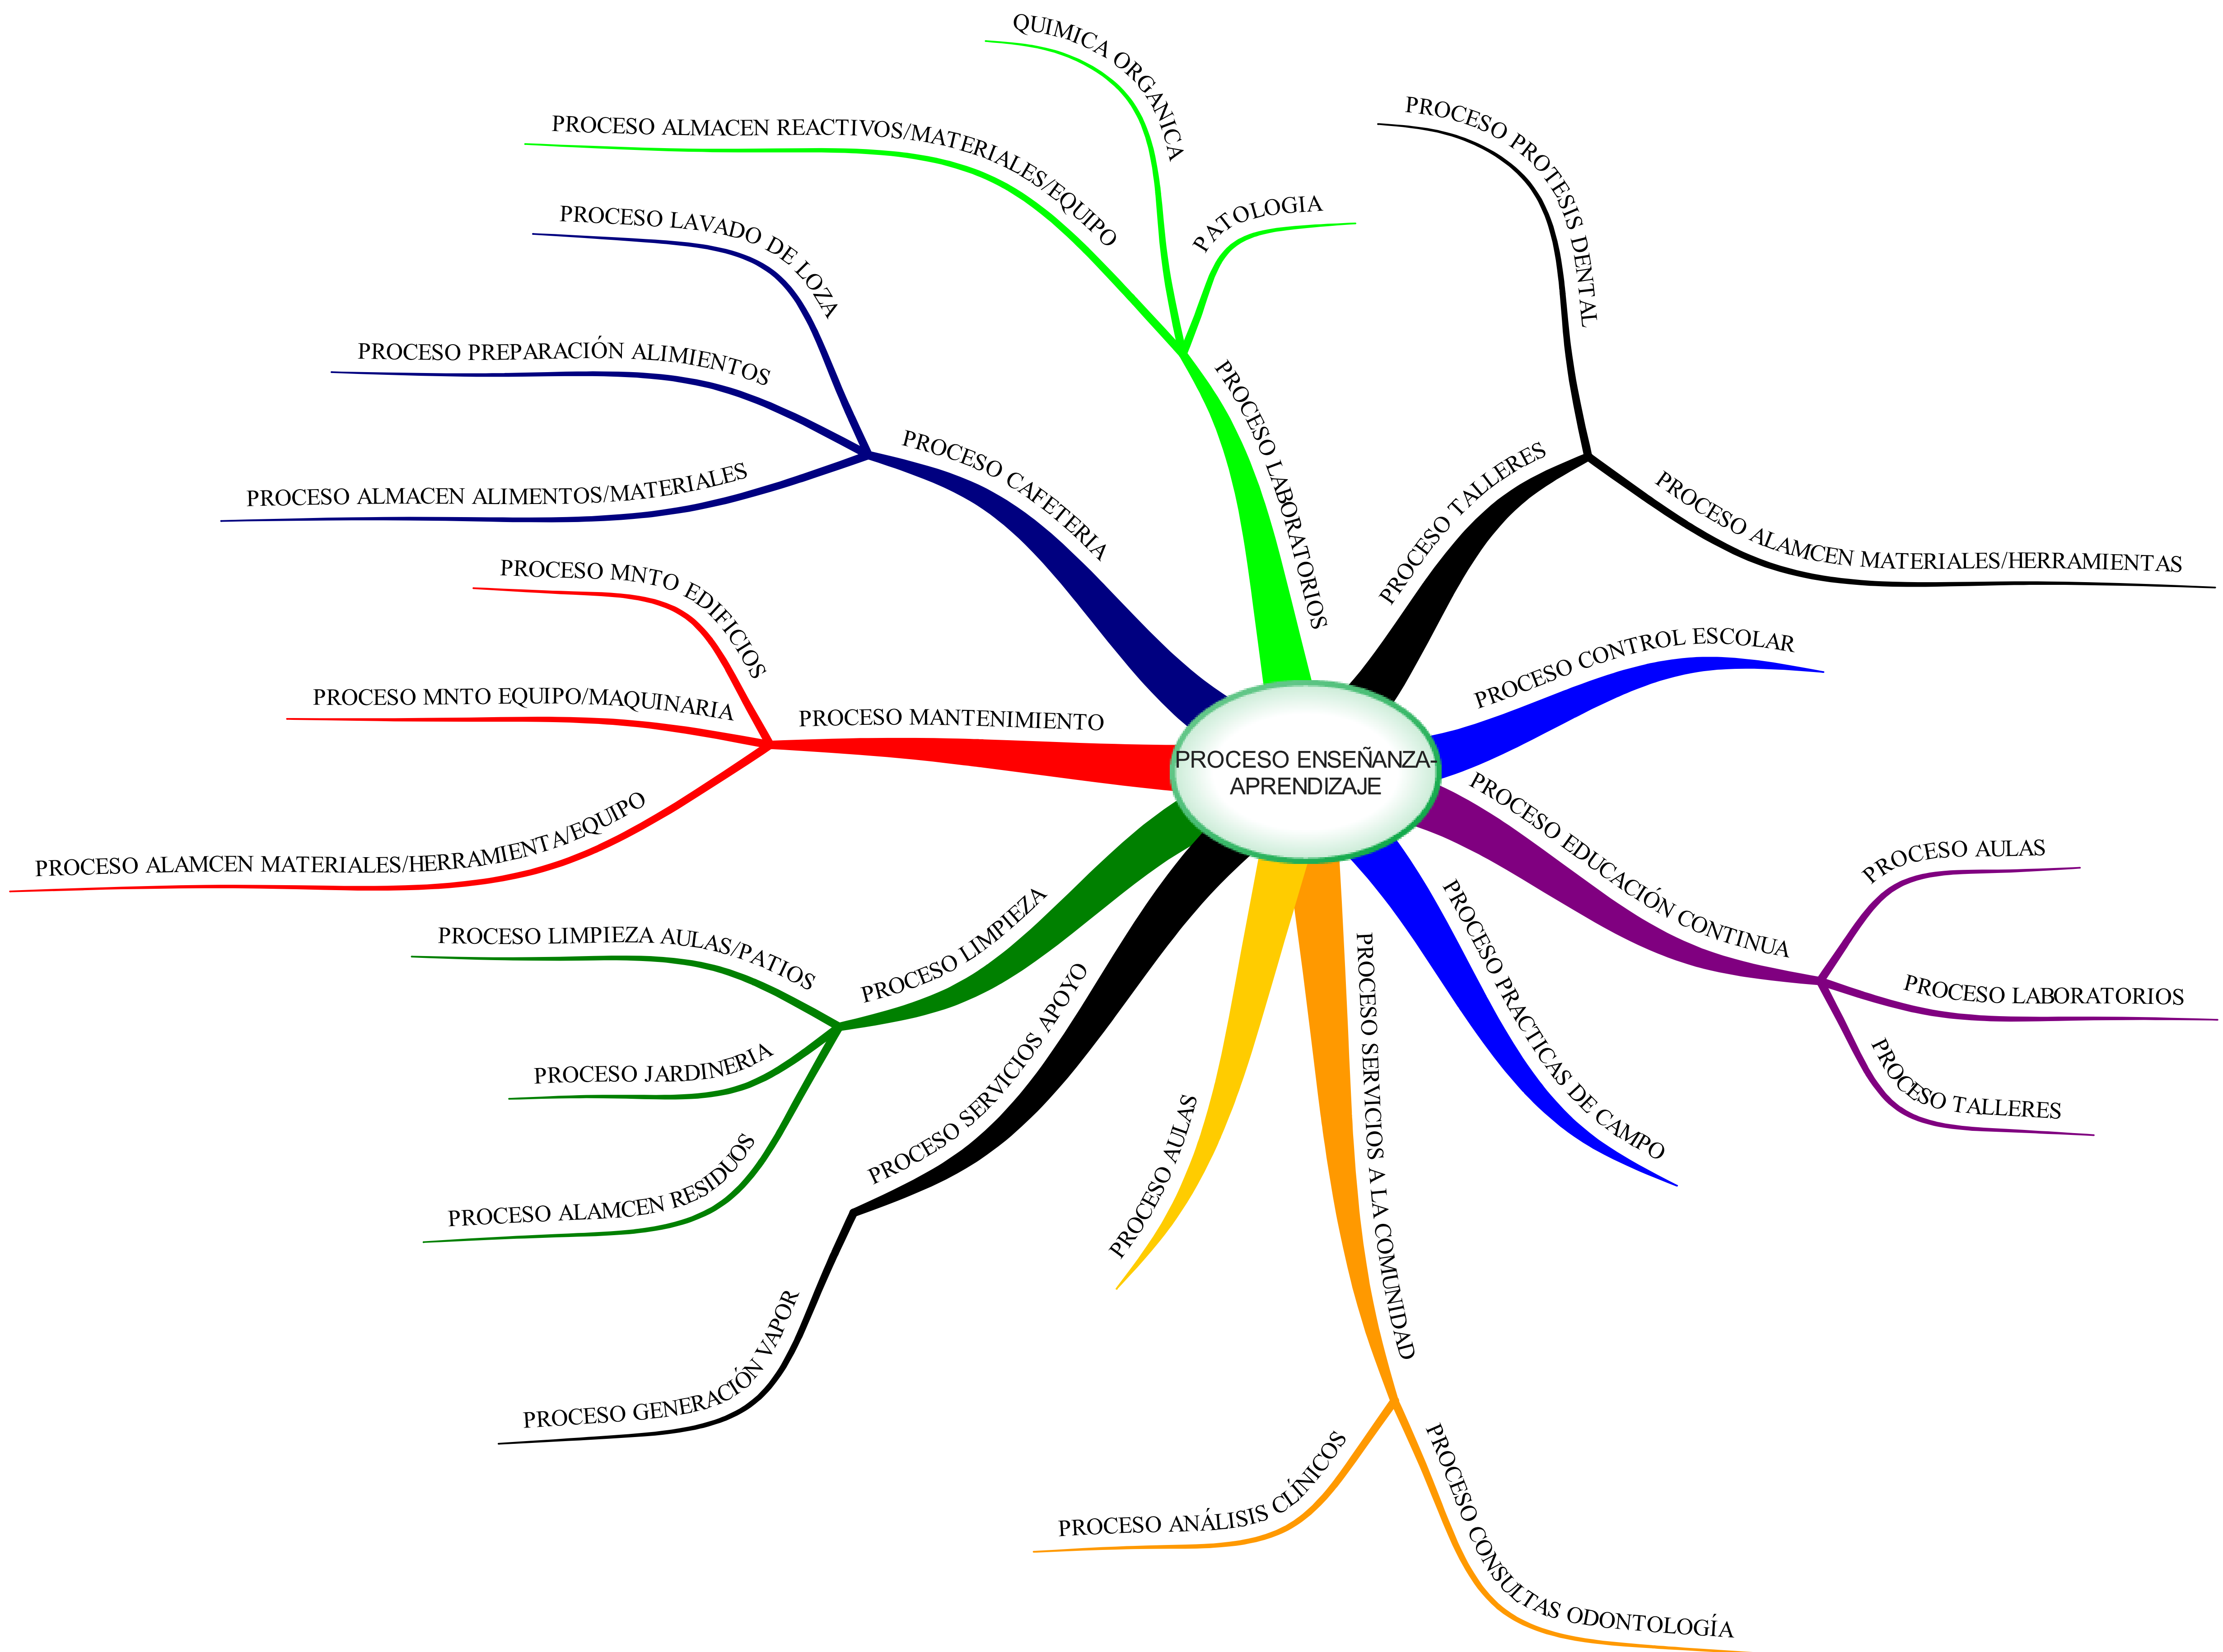 QUIMICA ORGANICA
PROCESO ALMACEN REACTIVOS/MATERIALES/EQUIPO
PATOLOGIA
PROCESO LABORATORIOS
PROCESO PROTESIS DENTAL
PROCESO TALLERES
PROCESO ALAMCEN MATERIALES/HERRAMIENTAS
PROCESO LAVADO DE LOZA
PROCESO PREPARACIÓN ALIMIENTOS
PROCESO ALMACEN ALIMENTOS/MATERIALES
PROCESO CAFETERIA
PROCESO MNTO EDIFICIOS
PROCESO MNTO EQUIPO/MAQUINARIA
PROCESO MANTENIMIENTO
PROCESO ALAMCEN MATERIALES/HERRAMIENTA/EQUIPO
PROCESO CONTROL ESCOLAR
PROCESO ENSEÑANZA-
APRENDIZAJE
PROCESO EDUCACIÓN CONTINUA
PROCESO AULAS
PROCESO LABORATORIOS
PROCESO TALLERES
PROCESO PRACTICAS DE CAMPO
PROCESO LIMPIEZA
PROCESO LIMPIEZA AULAS/PATIOS
PROCESO JARDINERIA
PROCESO ALAMCEN RESIDUOS
PROCESO SERVICIOS APOYO
PROCESO GENERACIÓN VAPOR
PROCESO AULAS
PROCESO SERVICIOS A LA COMUNIDAD
PROCESO ANÁLISIS CLÍNICOS
PROCESO CONSULTAS ODONTOLOGÍA